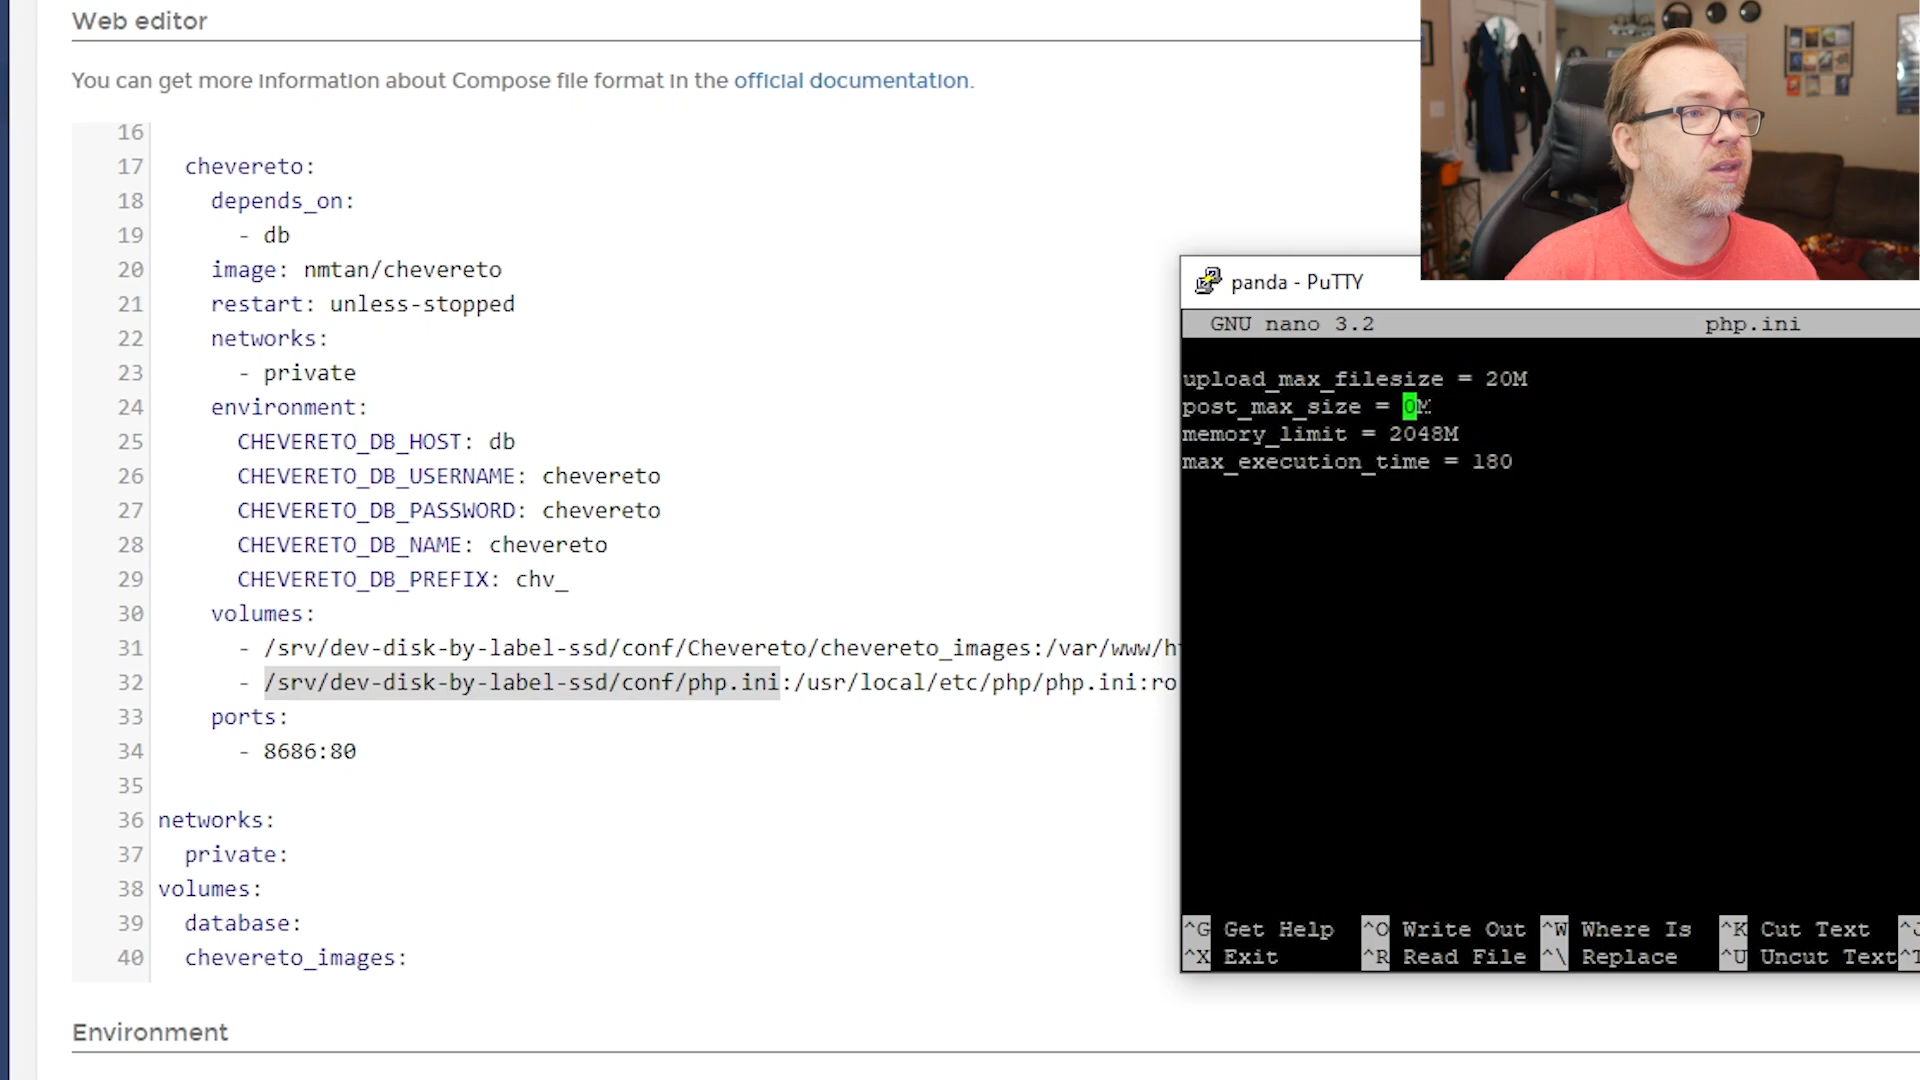 Web editor
You can get more information about Compose file format in the official documentation.
16
17 chevereto:
18 depends_on:
19 - db
20 image: nmtan/chevereto
21 restart: unless-stopped
22 networks:
23 - private
24 environment:
25 CHEVERETO_DB_HOST: db
26 CHEVERETO_DB_USERNAME: chevereto
27 CHEVERETO_DB_PASSWORD: chevereto
28 CHEVERETO_DB_NAME: chevereto
29 CHEVERETO_DB_PREFIX: chv_
30 volumes:
31 - /srv/dev-disk-by-label-ssd/conf/Chevereto/chevereto_images:/var/www/h
32 - /srv/dev-disk-by-label-ssd/conf/php.ini:/usr/local/etc/php/php.ini:ro
33 ports:
34 - 8686:80
35
36 networks:
37 private:
38 volumes:
39 database:
40 chevereto_images:
Environment
panda - PuTTY
GNU nano 3.2 php.ini
upload_max_filesize = 20M
post_max_size = 0M
memory_limit = 2048M
max_execution_time = 180
^G Get Help ^O Write Out ^W Where Is ^K Cut Text ^J
^X Exit ^R Read File ^\ Replace ^U Uncut Text ^T